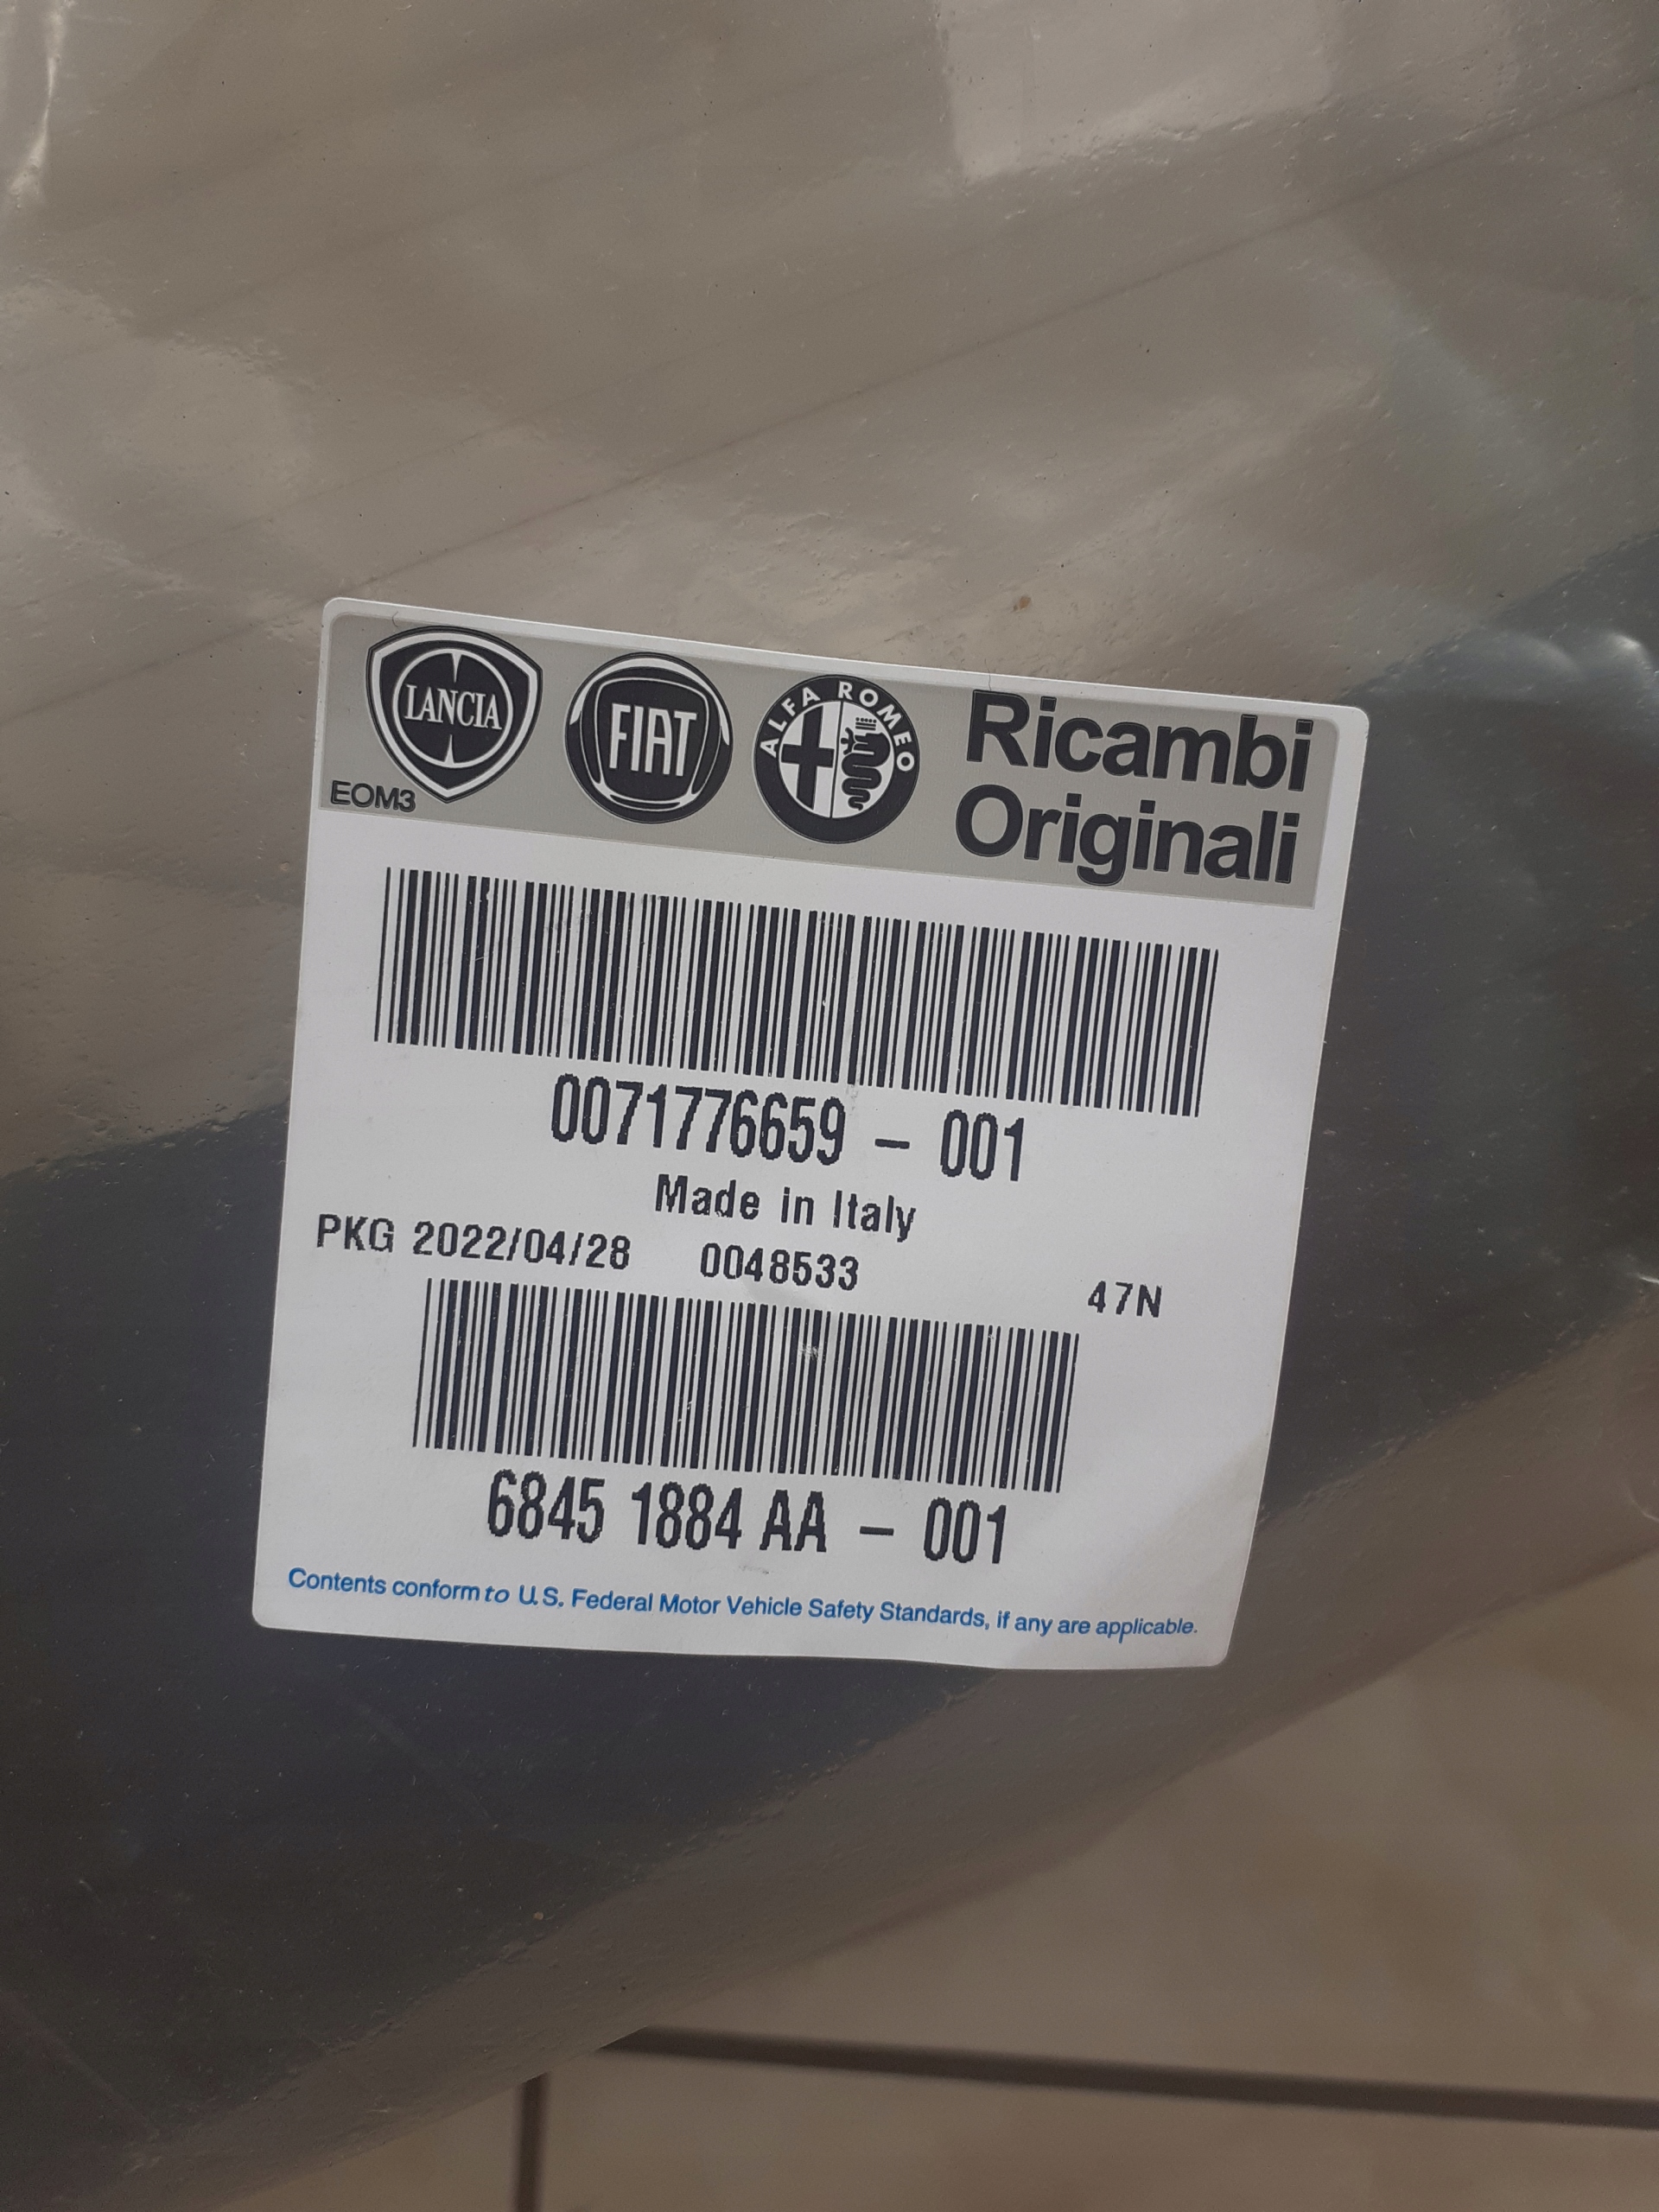 LANCIA
FIAT
ALFA ROMEO
Ricambi
Originali
EOM3
0071776659 - 001
Made in Italy
PKG 2022/04/28 0048533 47N
6845 1884 AA - 001
Contents conform to U.S. Federal Motor Vehicle Safety Standards, if any are applicable.